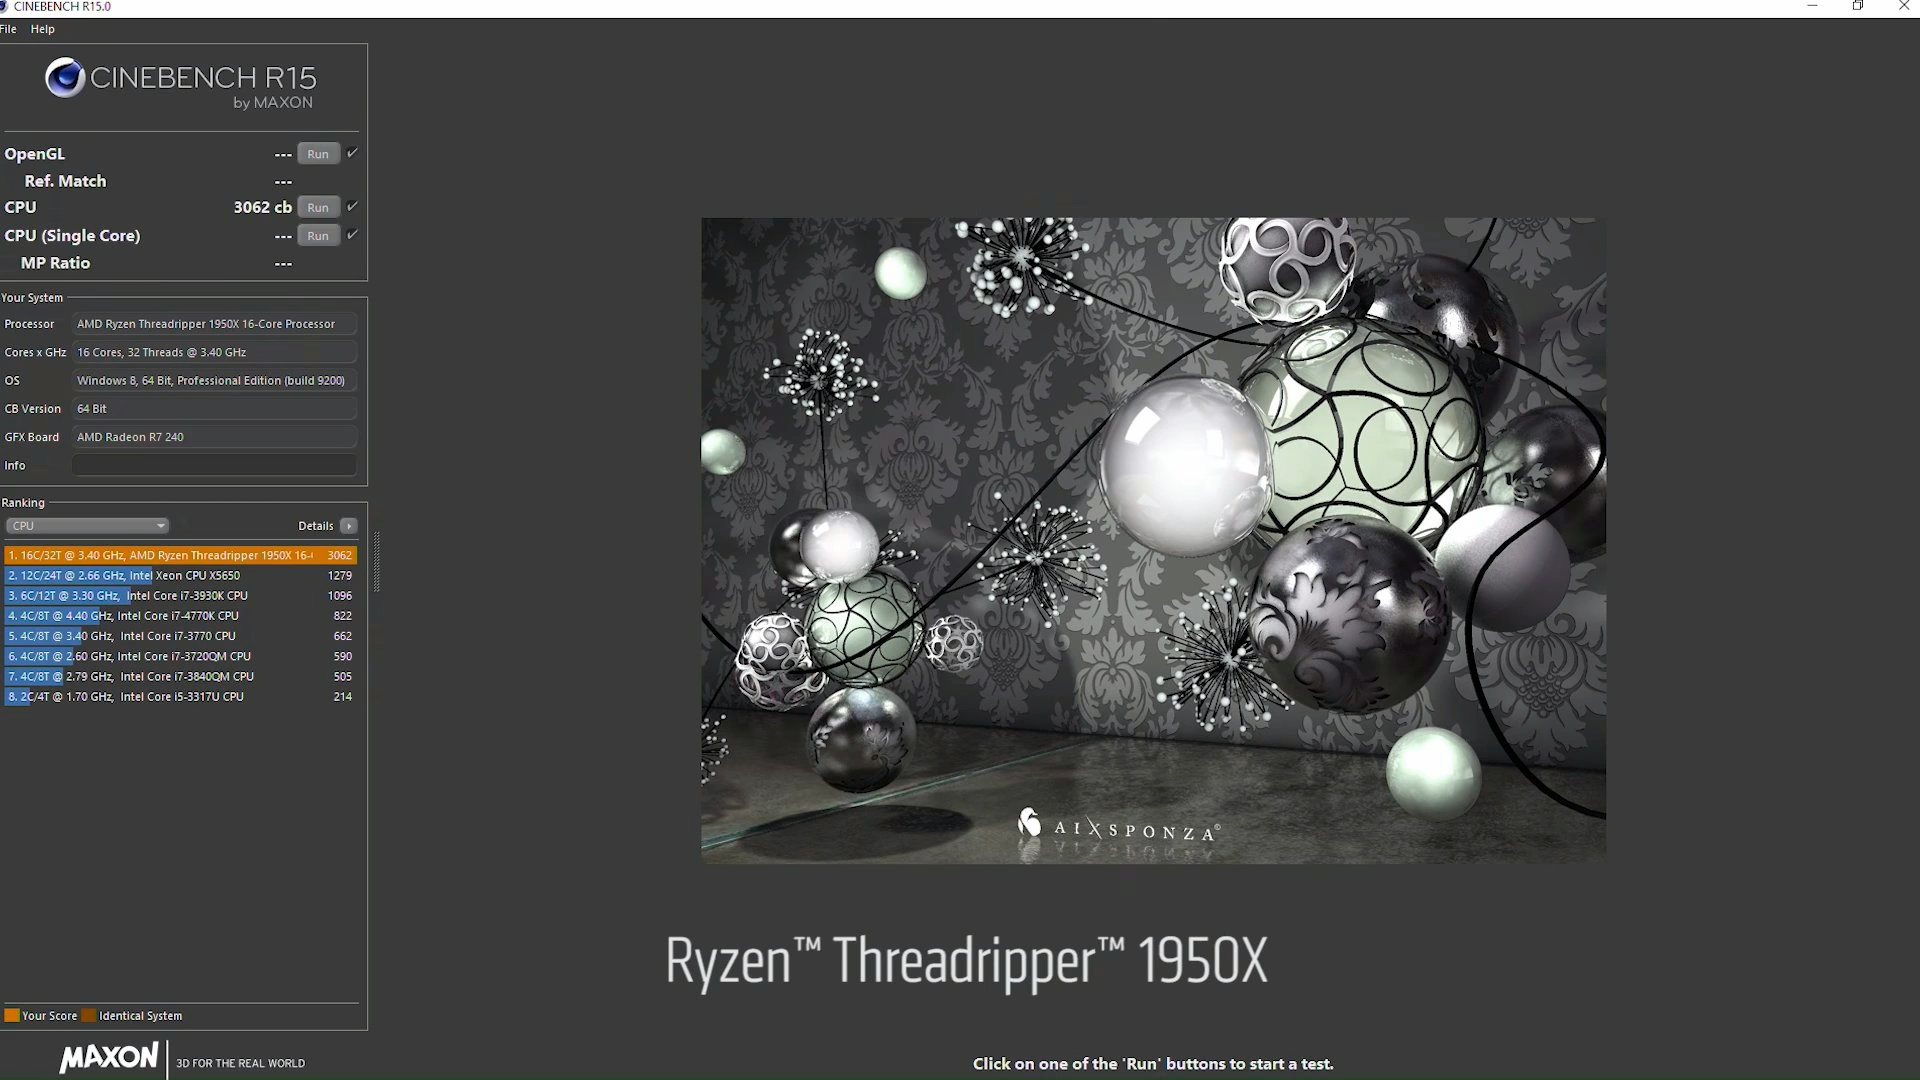 CINEBENCH R15.0
File Help
CINEBENCH R15
by MAXON
OpenGL --- Run
Ref. Match ---
CPU 3062 cb Run
CPU (Single Core) --- Run
MP Ratio ---
Your System
Processor AMD Ryzen Threadripper 1950X 16-Core Processor
Cores x GHz 16 Cores, 32 Threads @ 3.40 GHz
OS Windows 8, 64 Bit, Professional Edition (build 9200)
CB Version 64 Bit
GFX Board AMD Radeon R7 240
Info
Ranking
CPU Details
1. 16C/32T @ 3.40 GHz, AMD Ryzen Threadripper 1950X 16- 3062
2. 12C/24T @ 2.66 GHz, Intel Xeon CPU X5650 1279
3. 6C/12T @ 3.30 GHz, Intel Core i7-3930K CPU 1096
4. 4C/8T @ 4.40 GHz, Intel Core i7-4770K CPU 822
5. 4C/8T @ 3.40 GHz, Intel Core i7-3770 CPU 662
6. 4C/8T @ 2.60 GHz, Intel Core i7-3720QM CPU 590
7. 4C/8T @ 2.79 GHz, Intel Core i7-3840QM CPU 505
8. 2C/4T @ 1.70 GHz, Intel Core i5-3317U CPU 214
AIXSPONZA©
Ryzen™ Threadripper™ 1950X
Your Score Identical System
MAXON 3D FOR THE REAL WORLD
Click on one of the 'Run' buttons to start a test.